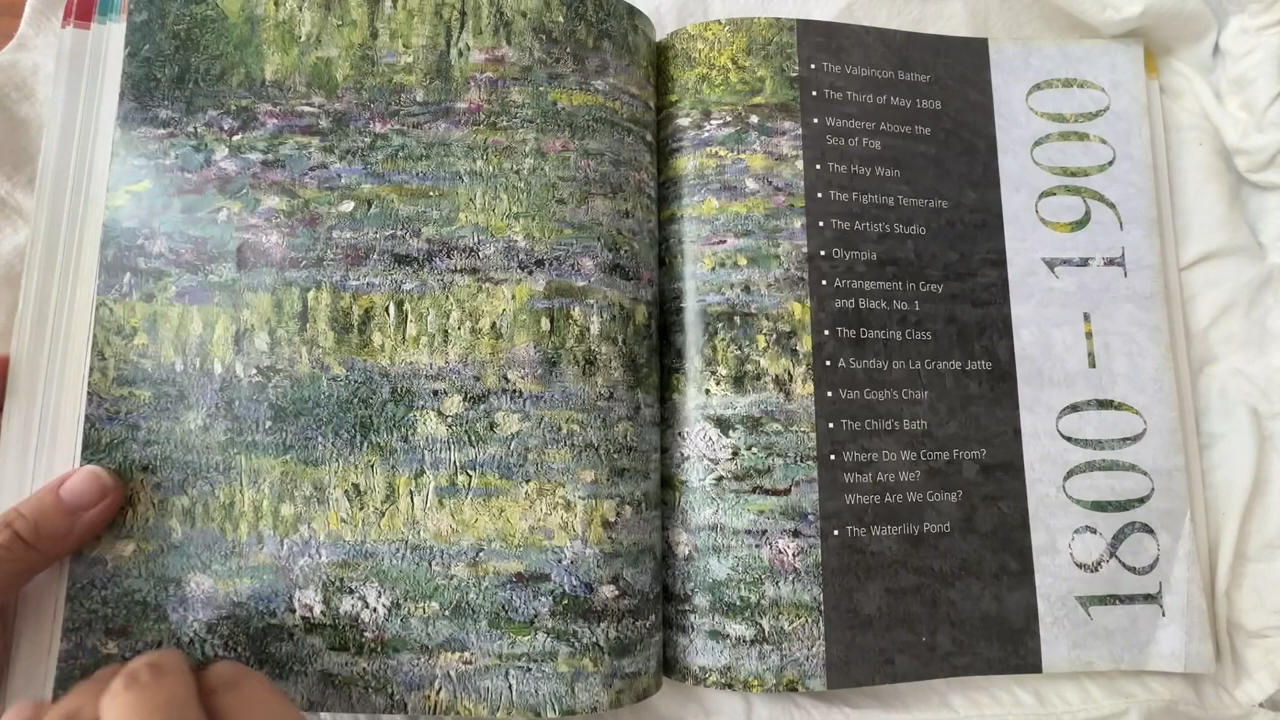 The Valpinçon Bather
The Third of May 1808
Wanderer Above the
Sea of Fog
The Hay Wain
The Fighting Temeraire
The Artist's Studio
Olympia
Arrangement in Grey
and Black, No. 1
The Dancing Class
A Sunday on La Grande Jatte
Van Gogh's Chair
The Child's Bath
Where Do We Come From?
What Are We?
Where Are We Going?
The Waterlily Pond
1800 – 1900